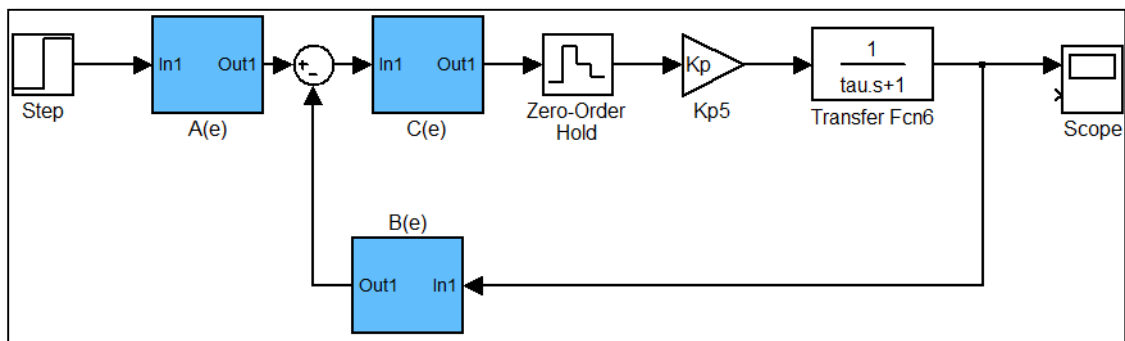 Step
In1 Out1
A(e)
+
-
In1 Out1
C(e)
Zero-Order
Hold
Kp
Kp5
1
tau.s+1
Transfer Fcn6
Scope
B(e)
Out1 In1